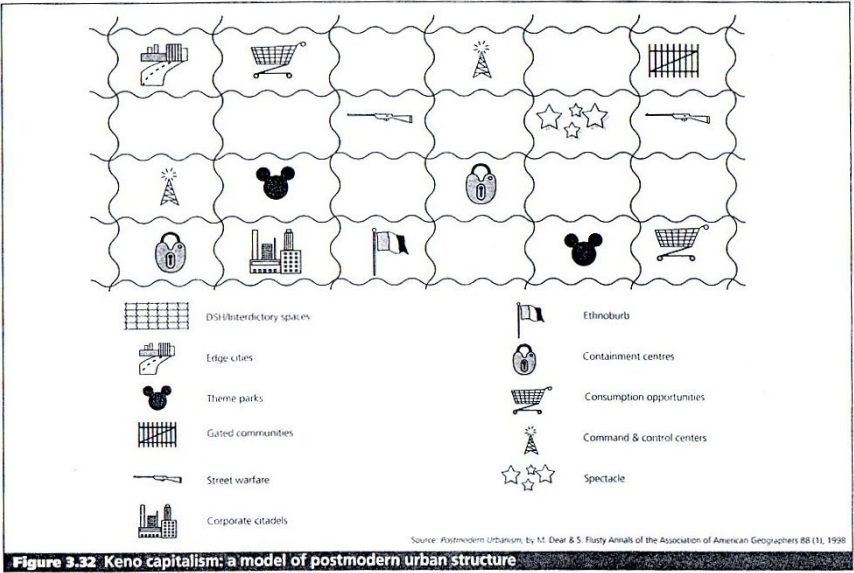 DSH/Interdictory spaces
Edge cities
Theme parks
Gated communities
Street warfare
Corporate citadels
Ethnoburb
Containment centres
Consumption opportunities
Command & control centers
Spectacle
Source: Postmodern Urbanism, by M. Dear & S. Flusty Annals of the Association of American Geographers 88 (1), 1998
Figure 3.32 Keno capitalism: a model of postmodern urban structure